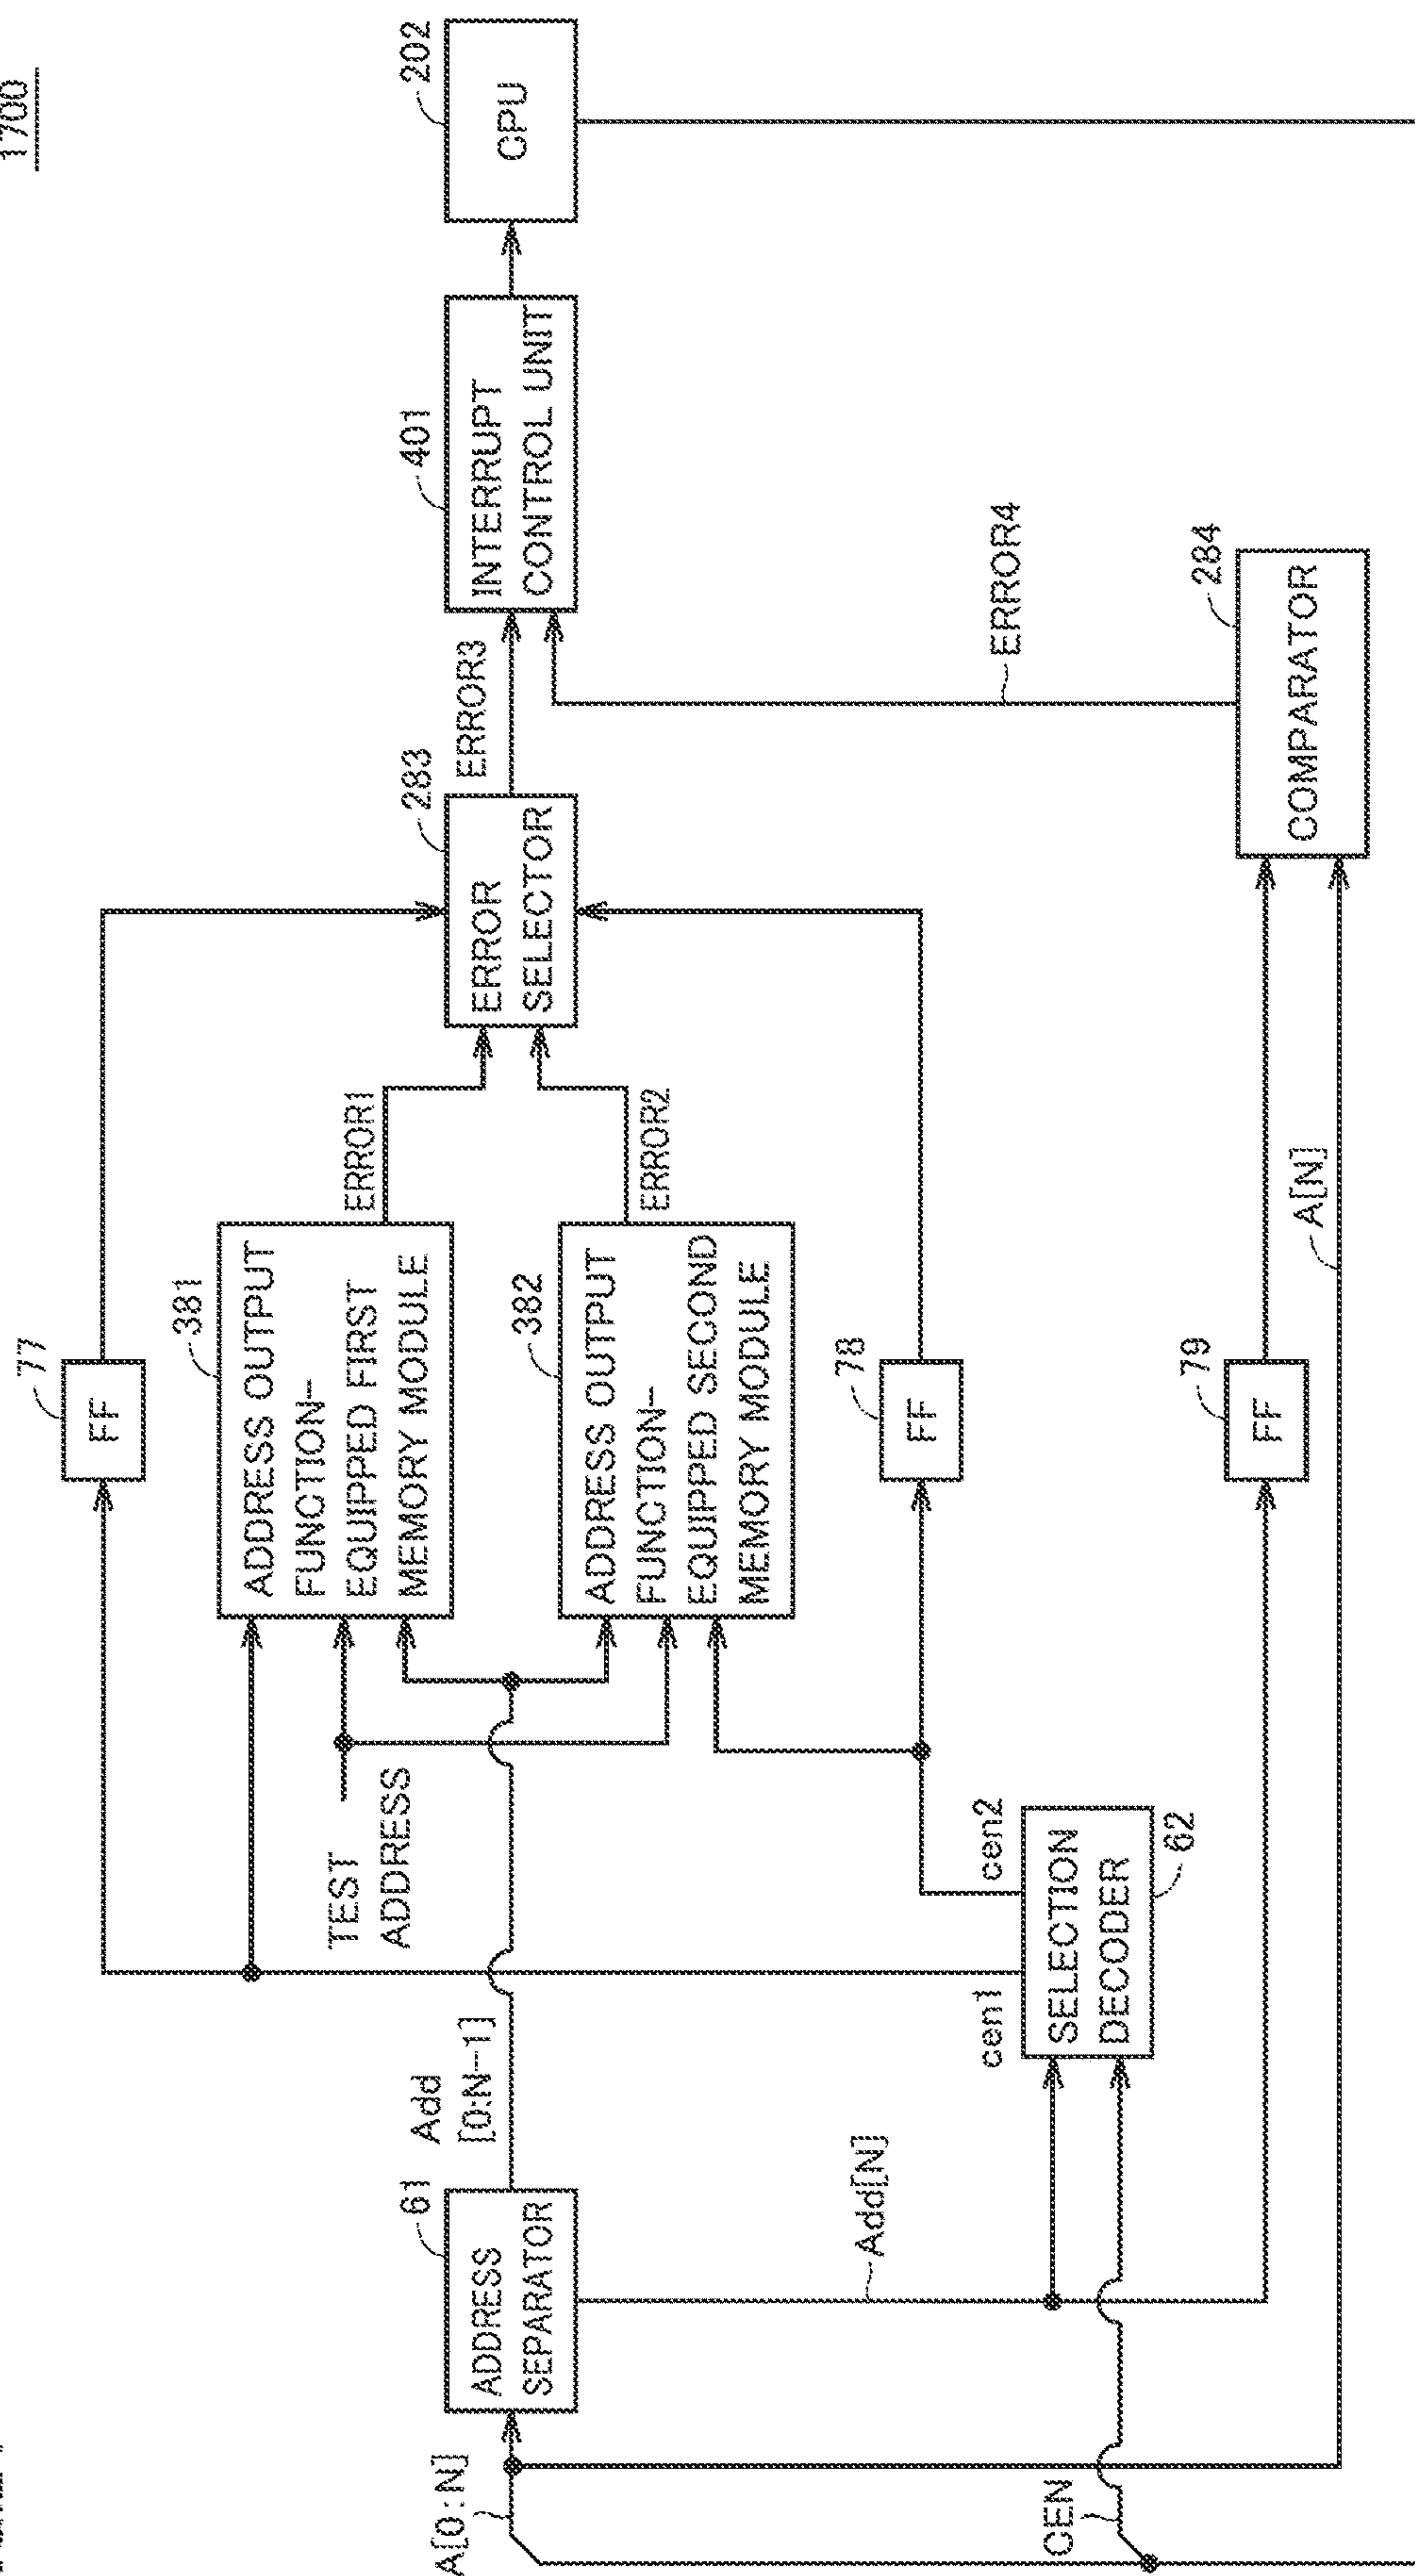 1700
77
FF
381
ADDRESS OUTPUT
FUNCTION-
EQUIPPED FIRST
MEMORY MODULE
ERROR1
TEST
ADDRESS
A[0:N]
61
ADDRESS
SEPARATOR
Add
[0:N-1]
382
ADDRESS OUTPUT
FUNCTION-
EQUIPPED SECOND
MEMORY MODULE
ERROR2
283
ERROR
SELECTOR
ERROR3
401
INTERRUPT
CONTROL UNIT
202
CPU
Add[N]
78
FF
cen1
cen2
SELECTION
DECODER
62
CEN
ERROR4
79
FF
A[N]
284
COMPARATOR